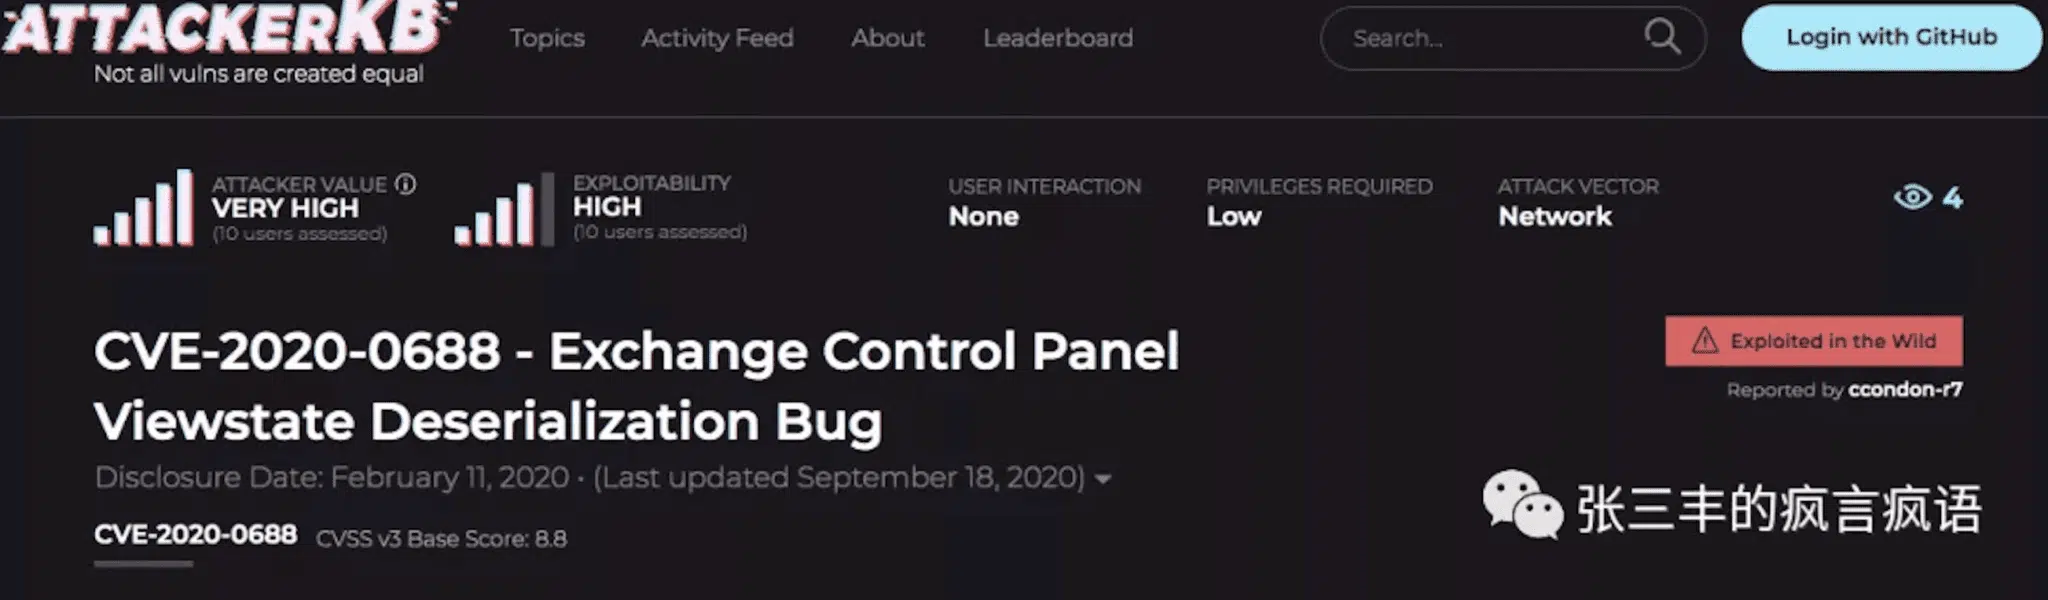 ATTACKERKB
Not all vulns are created equal
Topics
Activity Feed
About
Leaderboard
Search...
Login with GitHub
ATTACKER VALUE
VERY HIGH
(10 users assessed)
EXPLOITABILITY
HIGH
(10 users assessed)
USER INTERACTION
None
PRIVILEGES REQUIRED
Low
ATTACK VECTOR
Network
4
CVE-2020-0688 - Exchange Control Panel
Viewstate Deserialization Bug
Disclosure Date: February 11, 2020 · (Last updated September 18, 2020)
Exploited in the Wild
Reported by ccondon-r7
CVE-2020-0688 CVSS v3 Base Score: 8.8
张三丰的疯言疯语